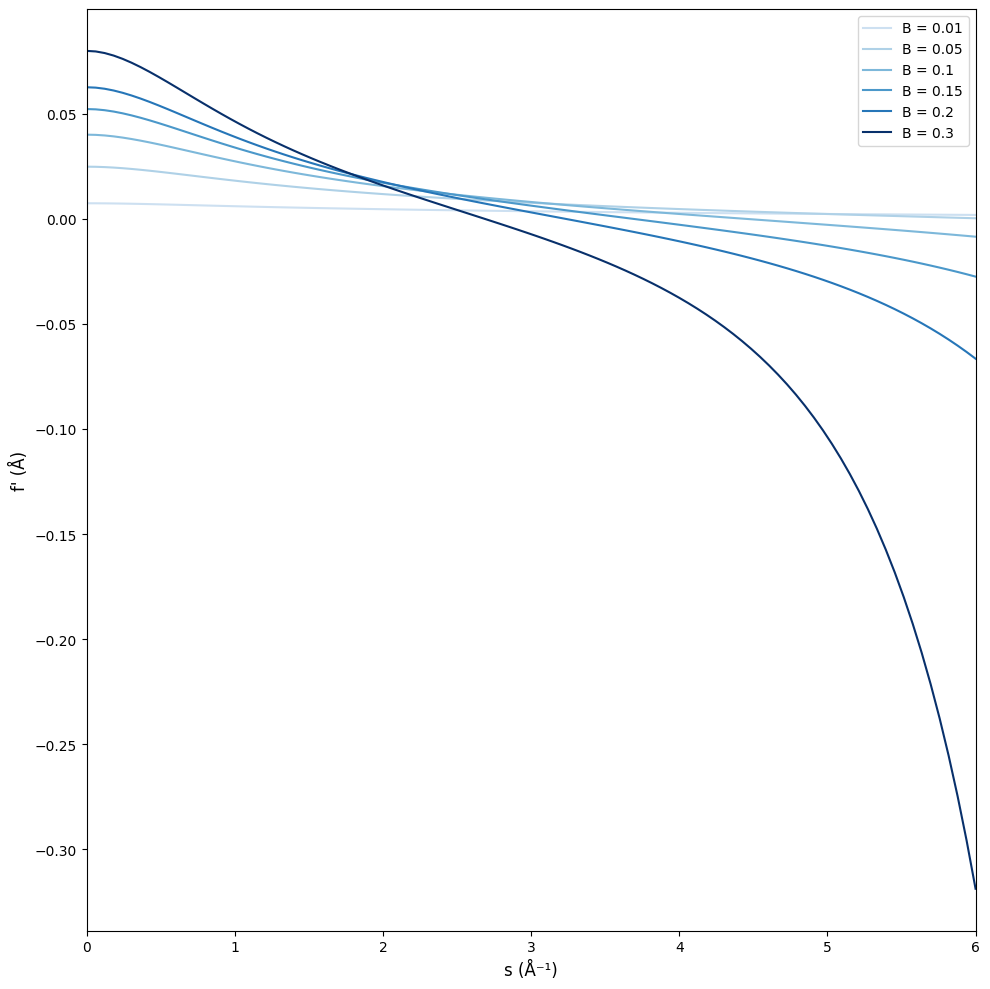 B = 0.01
B = 0.05
B = 0.1
B = 0.15
B = 0.2
B = 0.3
0.05
0.00
−0.05
−0.10
−0.15
−0.20
−0.25
−0.30
f' (Å)
0 1 2 3 4 5 6
s (Å⁻¹)